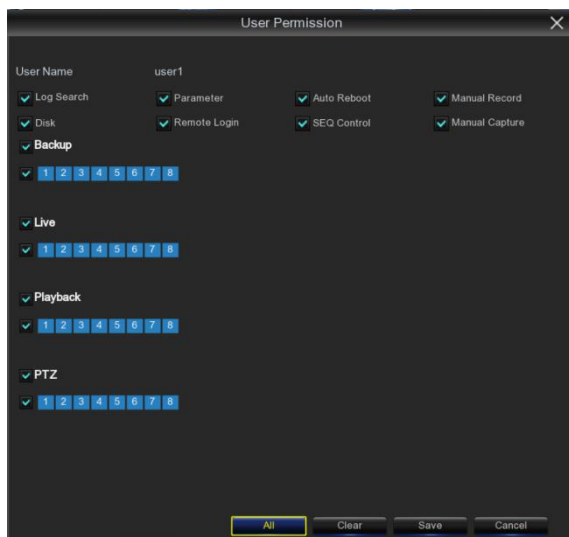 User Permission
User Name user1
Log Search Parameter Auto Reboot Manual Record
Disk Remote Login SEQ Control Manual Capture
Backup
1 2 3 4 5 6 7 8
Live
1 2 3 4 5 6 7 8
Playback
1 2 3 4 5 6 7 8
PTZ
1 2 3 4 5 6 7 8
All Clear Save Cancel